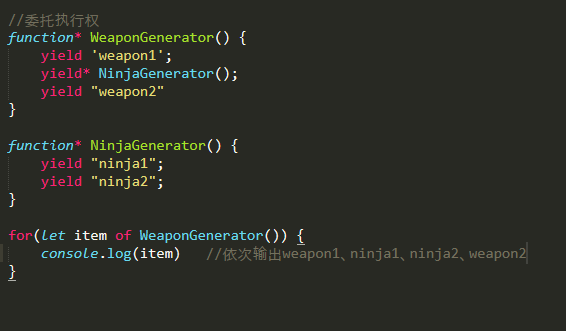 //委托执行权
function* WeaponGenerator() {
    yield 'weapon1';
    yield* NinjaGenerator();
    yield "weapon2"
}
function* NinjaGenerator() {
    yield "ninja1";
    yield "ninja2";
}
for(let item of WeaponGenerator()) {
    console.log(item)   //依次输出weapon1、ninja1、ninja2、weapon2
}